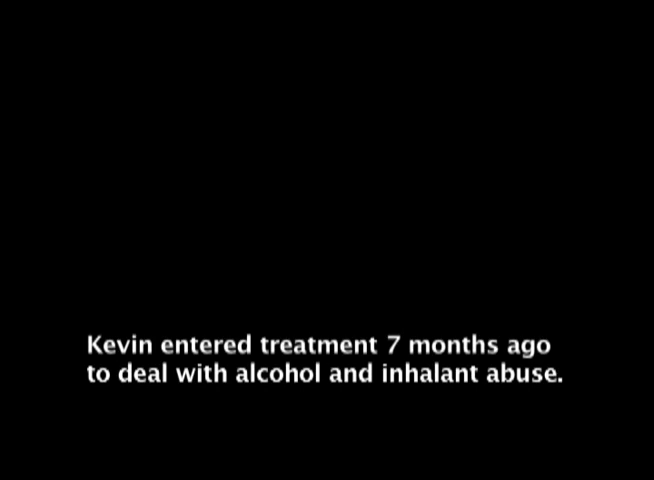 Kevin entered treatment 7 months ago
to deal with alcohol and inhalant abuse.